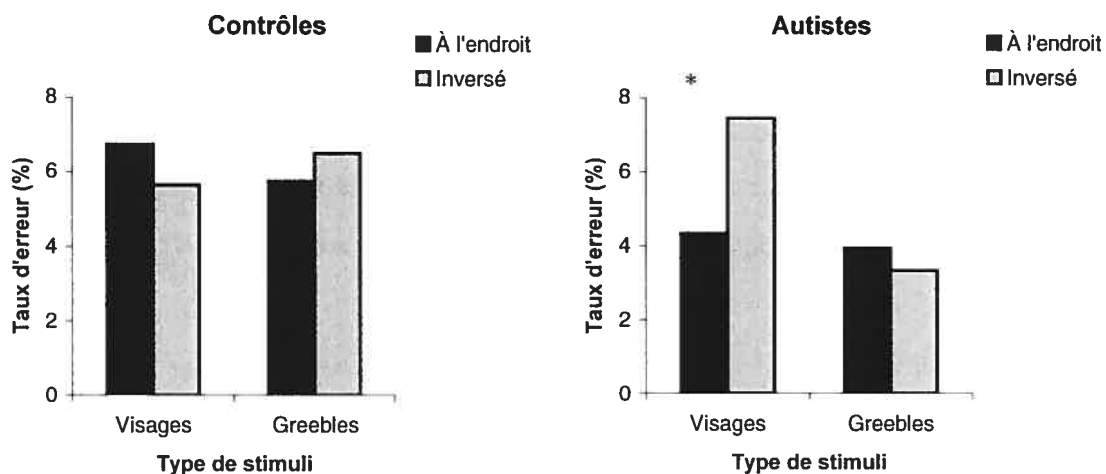 Contrôles
À l'endroit
Inversé
8
6
4
2
0
Taux d'erreur (%)
Visages
Greebles
Type de stimuli
Autistes
À l'endroit
Inversé
*
8
6
4
2
0
Taux d'erreur (%)
Visages
Greebles
Type de stimuli